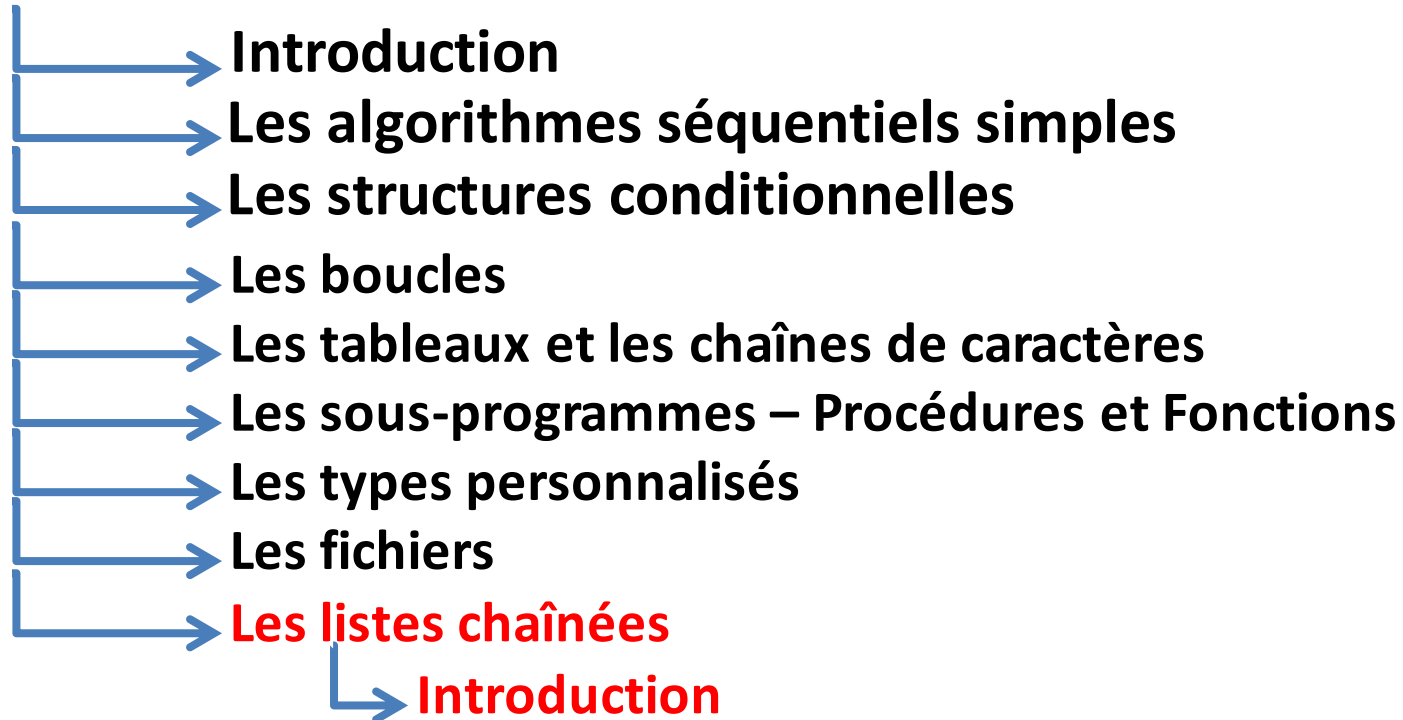 Introduction
Les algorithmes séquentiels simples
Les structures conditionnelles
Les boucles
Les tableaux et les chaînes de caractères
Les sous-programmes – Procédures et Fonctions
Les types personnalisés
Les fichiers
Les listes chaînées
Introduction